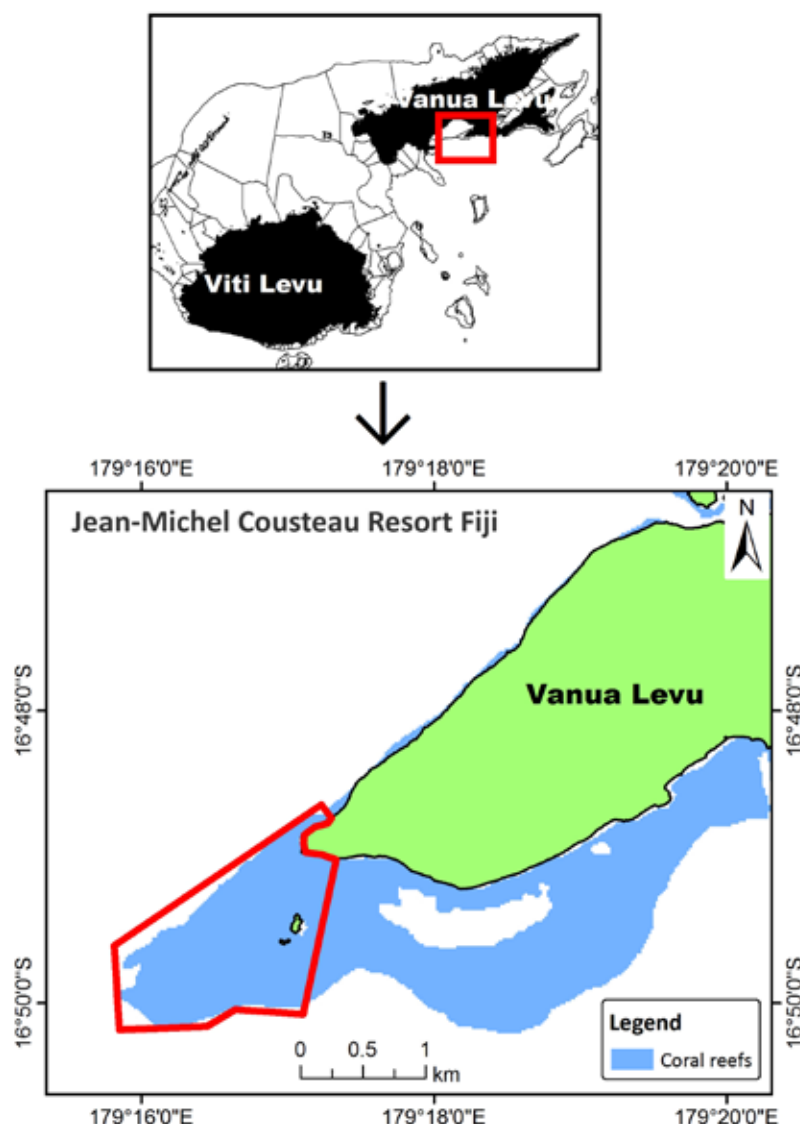 Vanua Levu
Viti Levu
179°16'0"E
179°18'0"E
179°20'0"E
Jean-Michel Cousteau Resort Fiji
N
16°48'0"S
16°48'0"S
Vanua Levu
16°50'0"S
16°50'0"S
Legend
Coral reefs
0 0.5 1
km
179°16'0"E
179°18'0"E
179°20'0"E